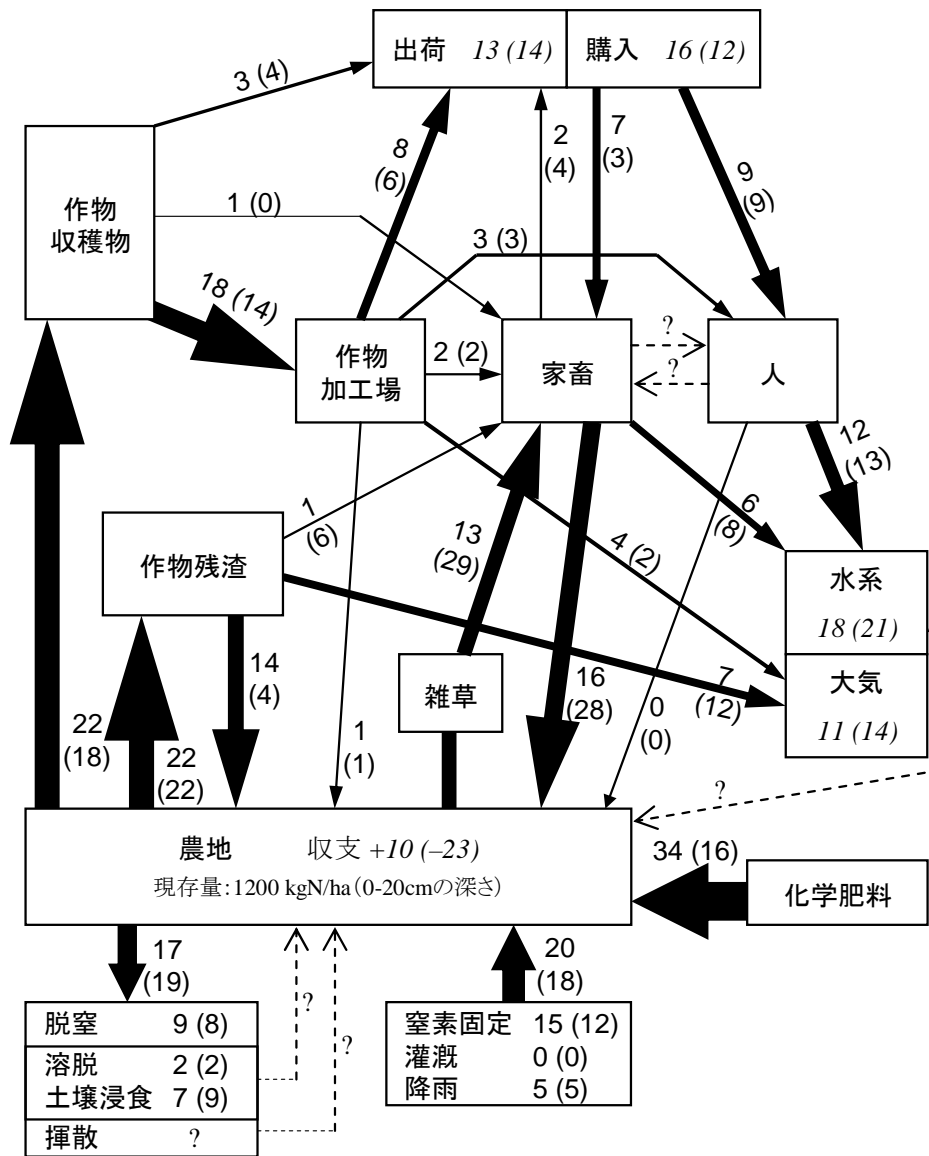 出荷 13 (14)
購入 16 (12)
3 (4)
8
(6)
2
(4)
7
(3)
9
(9)
作物
収穫物
1 (0)
3 (3)
18 (14)
作物
加工場
2 (2)
家畜
?
?
人
12
(13)
1
(6)
13
(29)
6
(8)
4 (2)
作物残渣
水系
18 (21)
大気
11 (14)
14
(4)
雑草
16
(28)
7
(12)
0
(0)
22
(18)
22
(22)
1
(1)
?
農地 収支 +10 (–23)
現存量:1200 kgN/ha(0-20cmの深さ)
34 (16)
化学肥料
17
(19)
?
?
20
(18)
脱窒 9 (8)
溶脱 2 (2)
土壌浸食 7 (9)
揮散 ?
窒素固定 15 (12)
灌漑 0 (0)
降雨 5 (5)